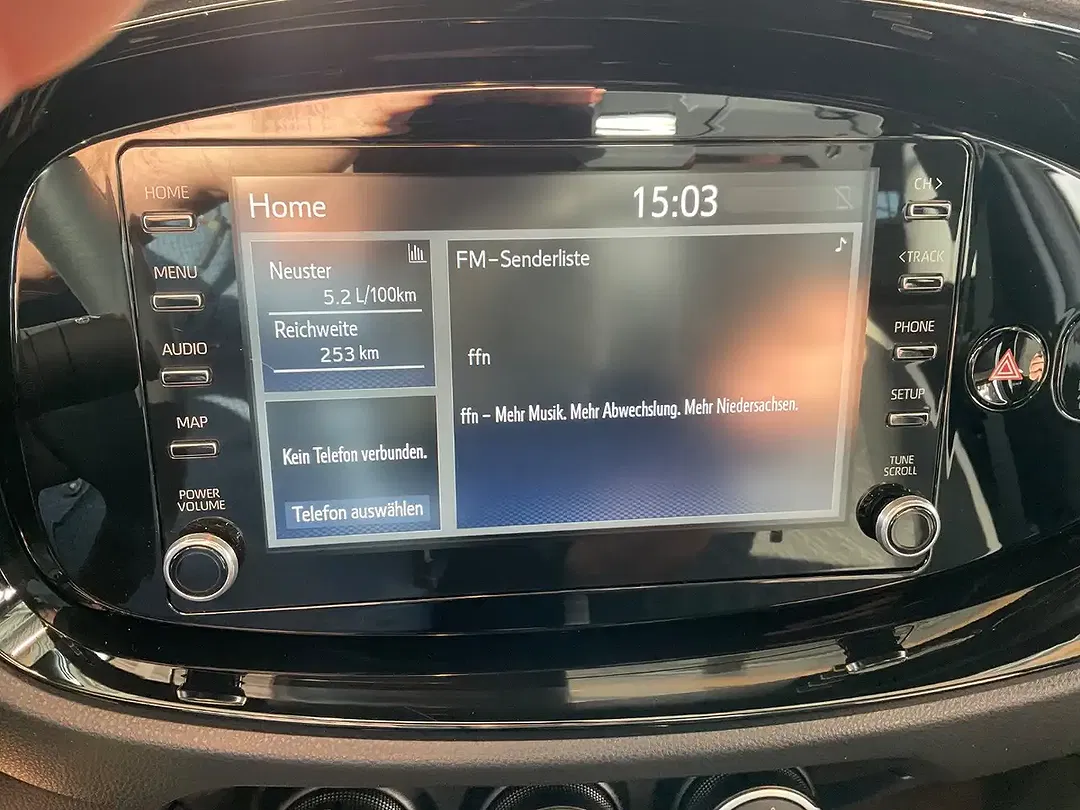 HOME
MENU
AUDIO
MAP
POWER
VOLUME
Home
15:03
Neuster
5.2 L/100km
Reichweite
253 km
Kein Telefon verbunden.
Telefon auswählen
FM-Senderliste
ffn
ffn - Mehr Musik. Mehr Abwechslung. Mehr Niedersachsen.
CH >
< TRACK
PHONE
SETUP
TUNE
SCROLL